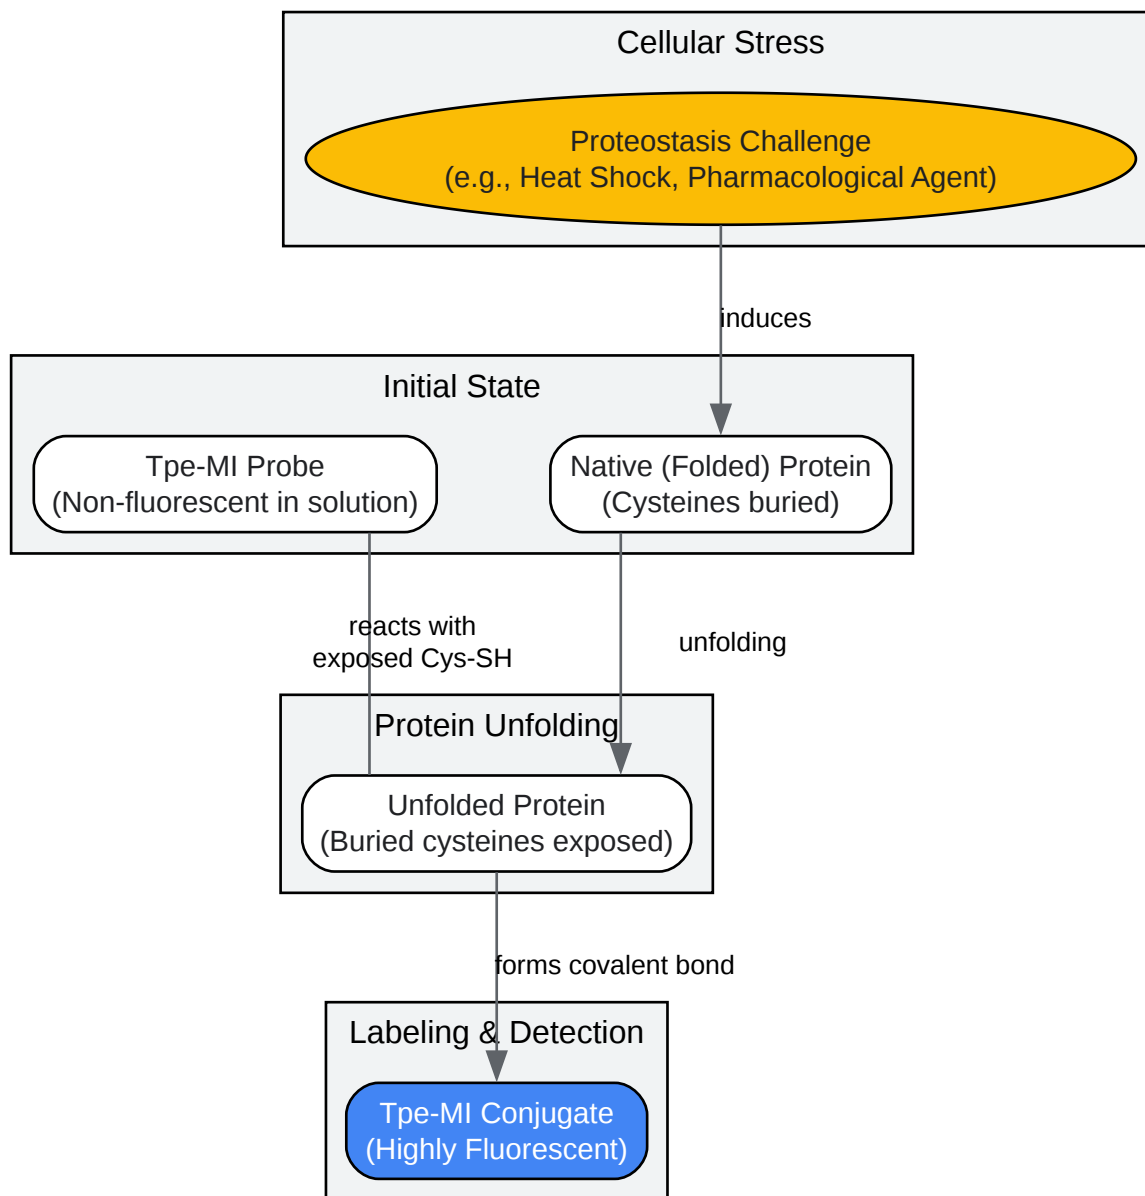 Cellular Stress
Proteostasis Challenge
(e.g., Heat Shock, Pharmacological Agent)
induces
Initial State
Tpe-MI Probe
(Non-fluorescent in solution)
Native (Folded) Protein
(Cysteines buried)
reacts with
exposed Cys-SH
unfolding
Protein Unfolding
Unfolded Protein
(Buried cysteines exposed)
forms covalent bond
Labeling & Detection
Tpe-MI Conjugate
(Highly Fluorescent)